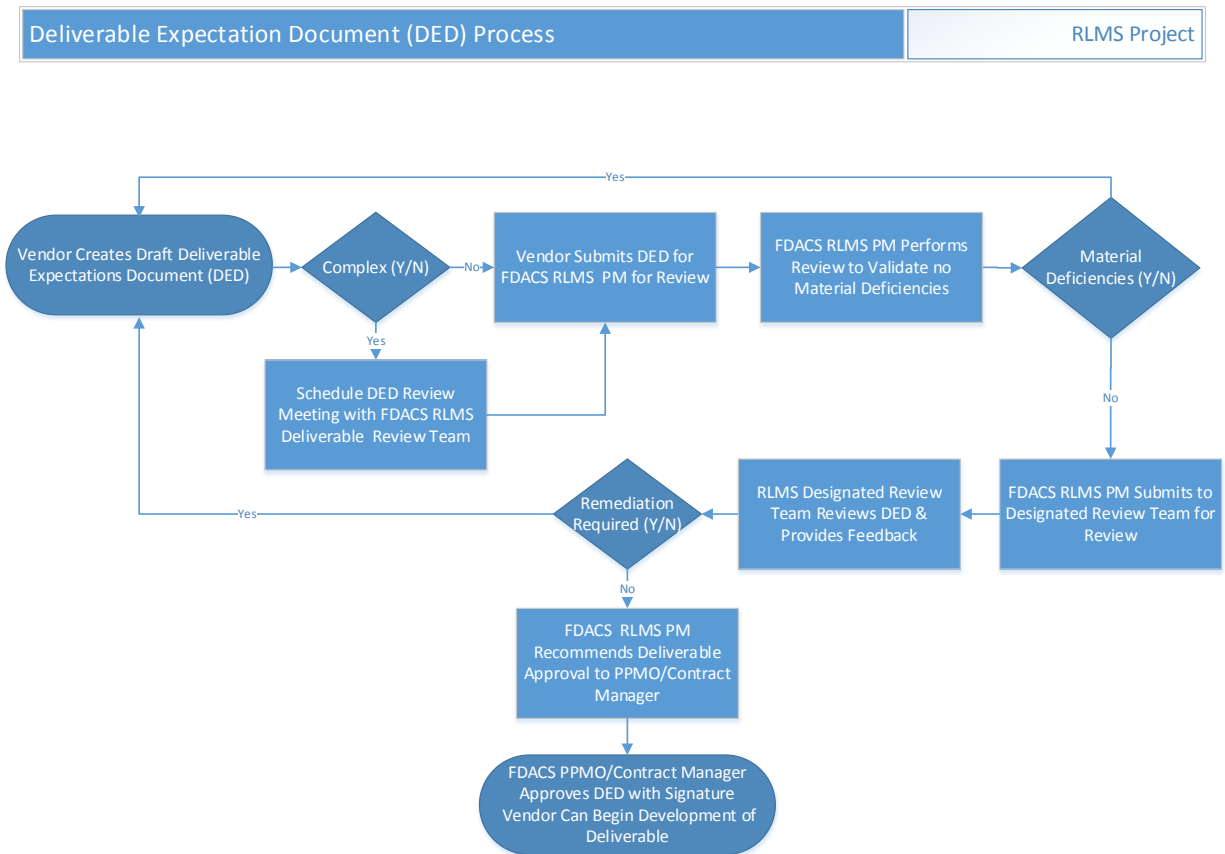 Deliverable Expectation Document (DED) Process
RLMS Project
Yes
Vendor Creates Draft Deliverable
Expectations Document (DED)
Complex (Y/N)
No
Vendor Submits DED for
FDACS RLMS PM for Review
FDACS RLMS PM Performs
Review to Validate no
Material Deficiencies
Material
Deficiencies (Y/N)
Yes
Schedule DED Review
Meeting with FDACS RLMS
Deliverable Review Team
No
FDACS RLMS PM Submits to
Designated Review Team for
Review
RLMS Designated Review
Team Reviews DED &
Provides Feedback
Remediation
Required (Y/N)
Yes
No
FDACS RLMS PM
Recommends Deliverable
Approval to PPMO/Contract
Manager
FDACS PPMO/Contract Manager
Approves DED with Signature
Vendor Can Begin Development of
Deliverable